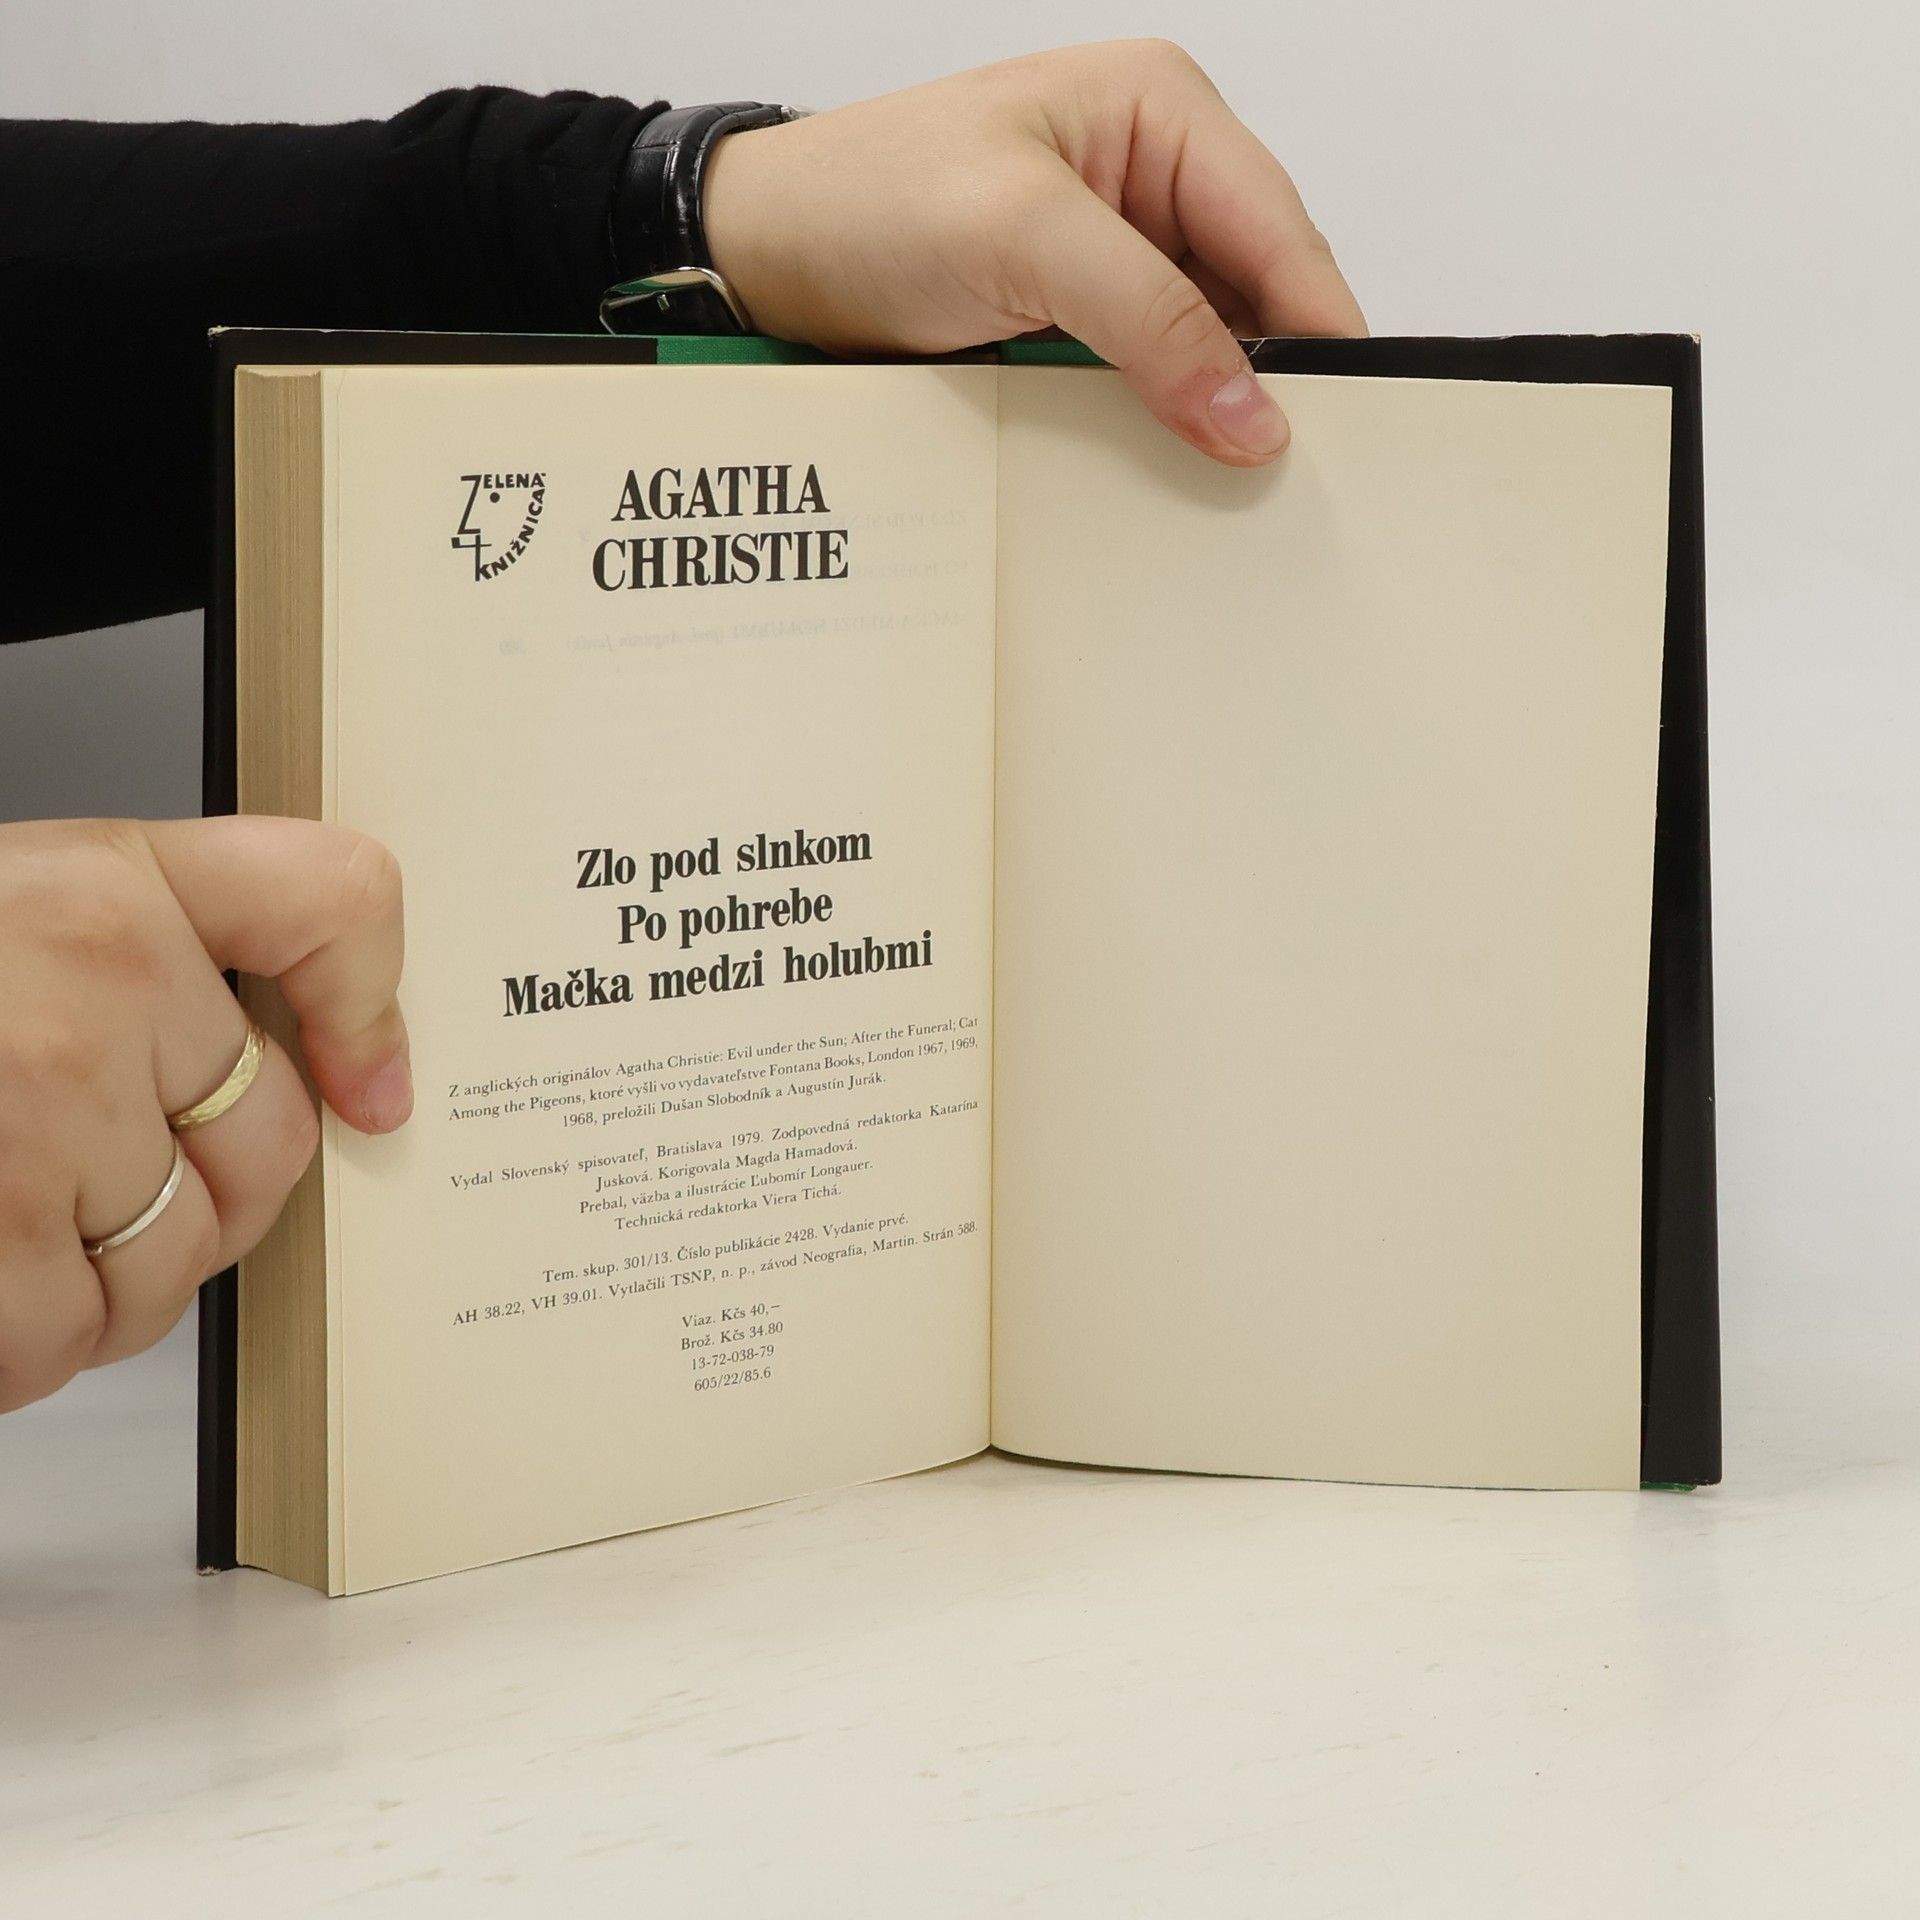 ZELENÁ
KNIŽNICA
AGATHA
CHRISTIE
Zlo pod slnkom
Po pohrebe
Mačka medzi holubmi
Z anglických originálov Agatha Christie: Evil under the Sun; After the Funeral; Cat
Among the Pigeons, ktoré vyšli vo vydavateľstve Fontana Books, London 1967, 1969,
1968, preložili Dušan Slobodník a Augustín Jurák.
Vydal Slovenský spisovateľ, Bratislava 1979. Zodpovedná redaktorka Katarína
Jusková. Korigovala Magda Hamadová.
Prebal, väzba a ilustrácie Ľubomír Longauer.
Technická redaktorka Viera Tichá.
Tem. skup. 301/13. Číslo publikácie 2428. Vydanie prvé.
AH 38.22, VH 39.01. Vytlačili TSNP, n. p., závod Neografia, Martin. Strán 588.
Viaz. Kčs 40,—
Brož. Kčs 34.80
13-72-038-79
605/22/85.6